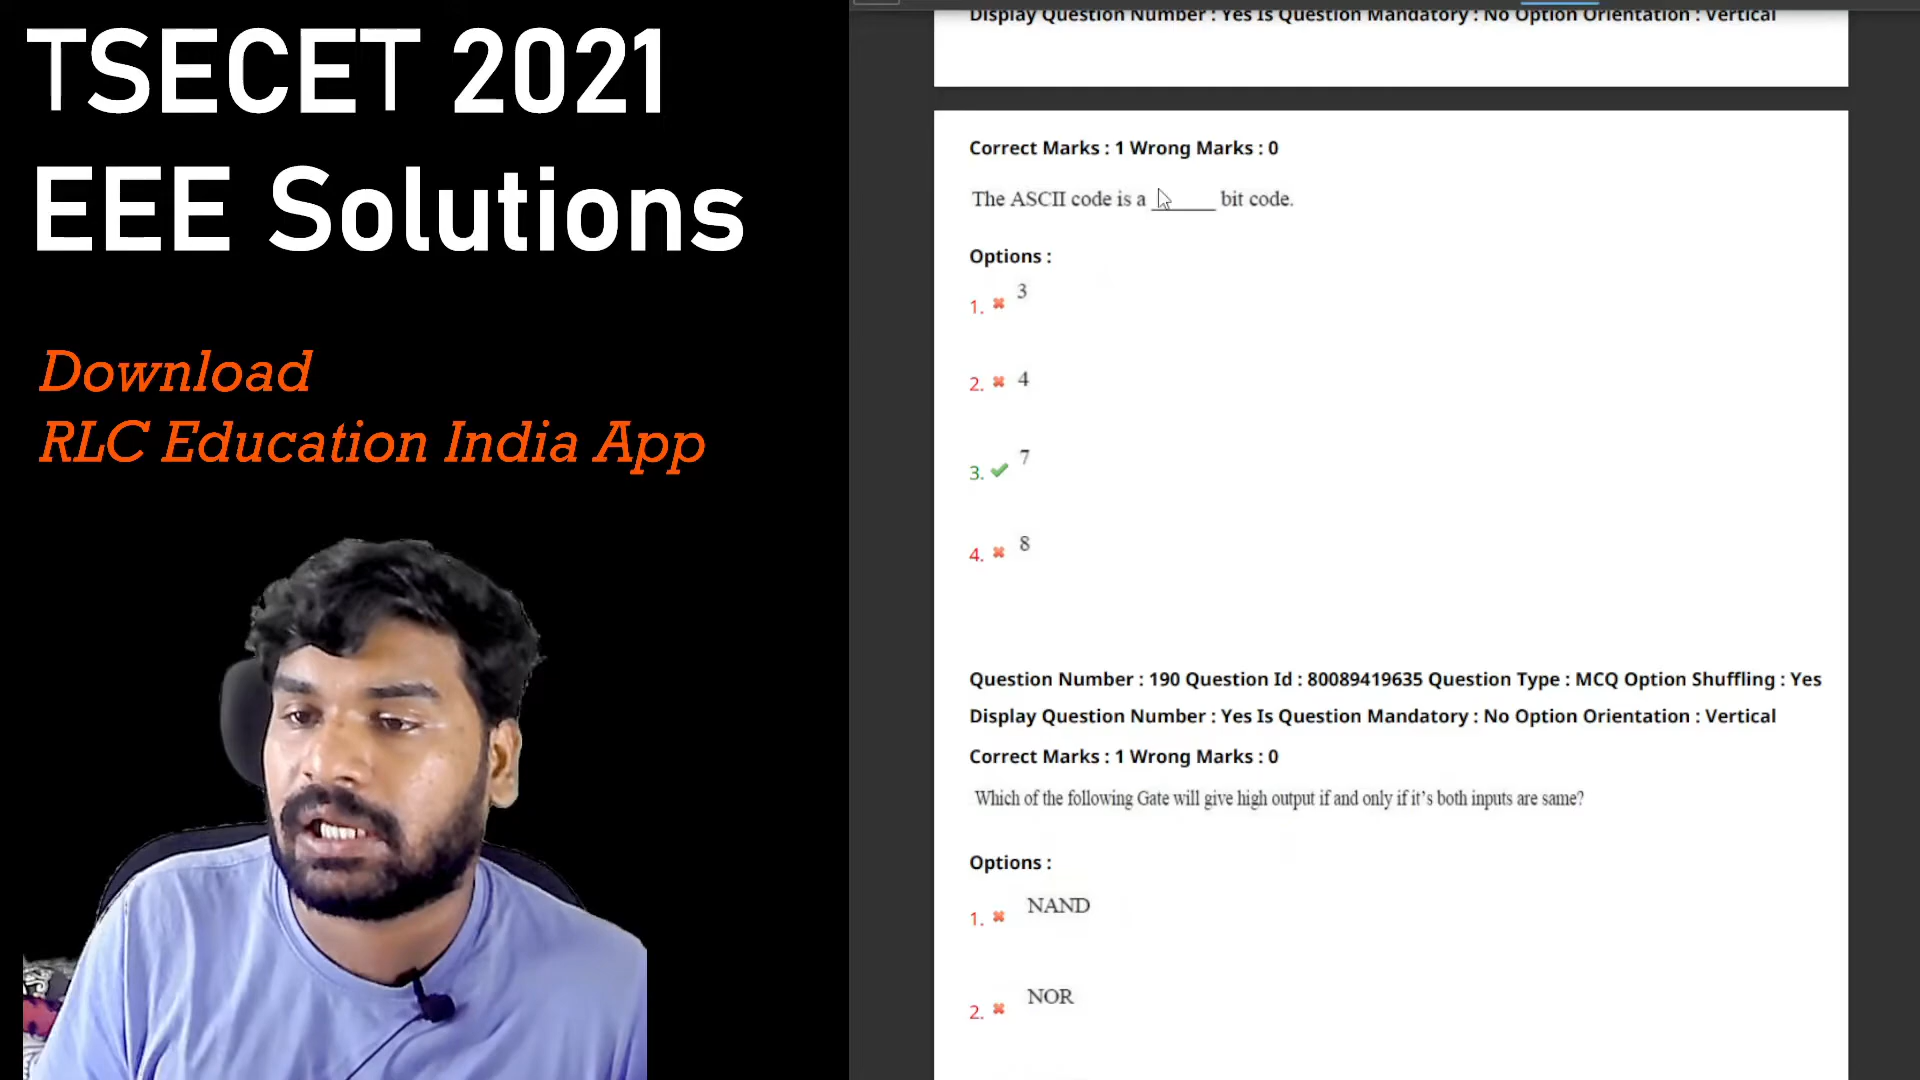 TSECET 2021
EEE Solutions
Download
RLC Education India App
Display Question Number : Yes Is Question Mandatory : No Option Orientation : Vertical
Correct Marks : 1 Wrong Marks : 0
The ASCII code is a ______ bit code.
Options :
1. 3
2. 4
3. 7
4. 8
Question Number : 190 Question Id : 80089419635 Question Type : MCQ Option Shuffling : Yes
Display Question Number : Yes Is Question Mandatory : No Option Orientation : Vertical
Correct Marks : 1 Wrong Marks : 0
Which of the following Gate will give high output if and only if it's both inputs are same?
Options :
1. NAND
2. NOR